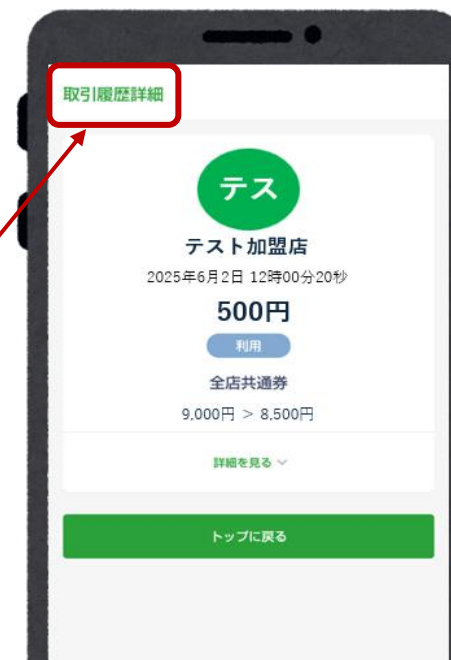 取引履歴詳細
テス
テスト加盟店
2025年6月2日 12時00分20秒
500円
利用
全店共通券
9,000円 > 8,500円
詳細を見る
トップに戻る